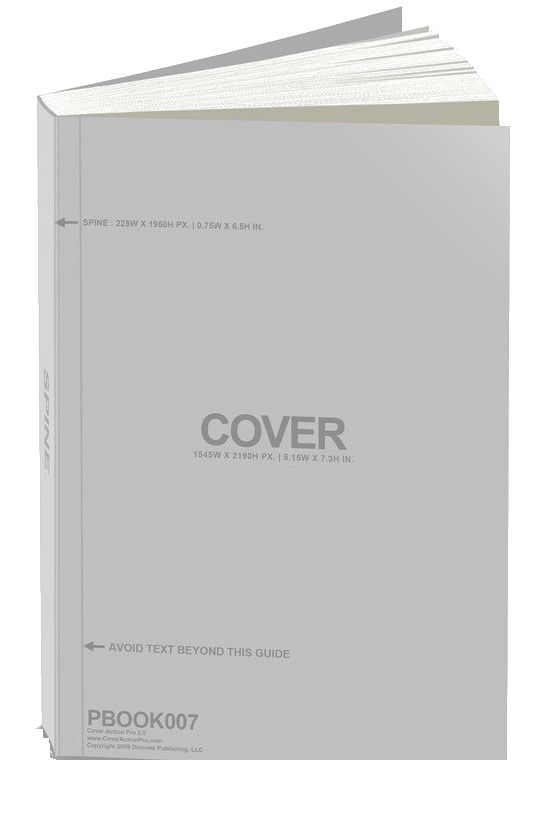 SPINE : 225W X 1950H PX. | 0.75W X 6.5H IN.
SPINE
COVER
1545W X 2190H PX. | 5.15W X 7.3H IN.
AVOID TEXT BEYOND THIS GUIDE
PBOOK007
Cover Action Pro 2.0
www.CoverActionPro.com
Copyright 2009 Discreet Publishing, LLC